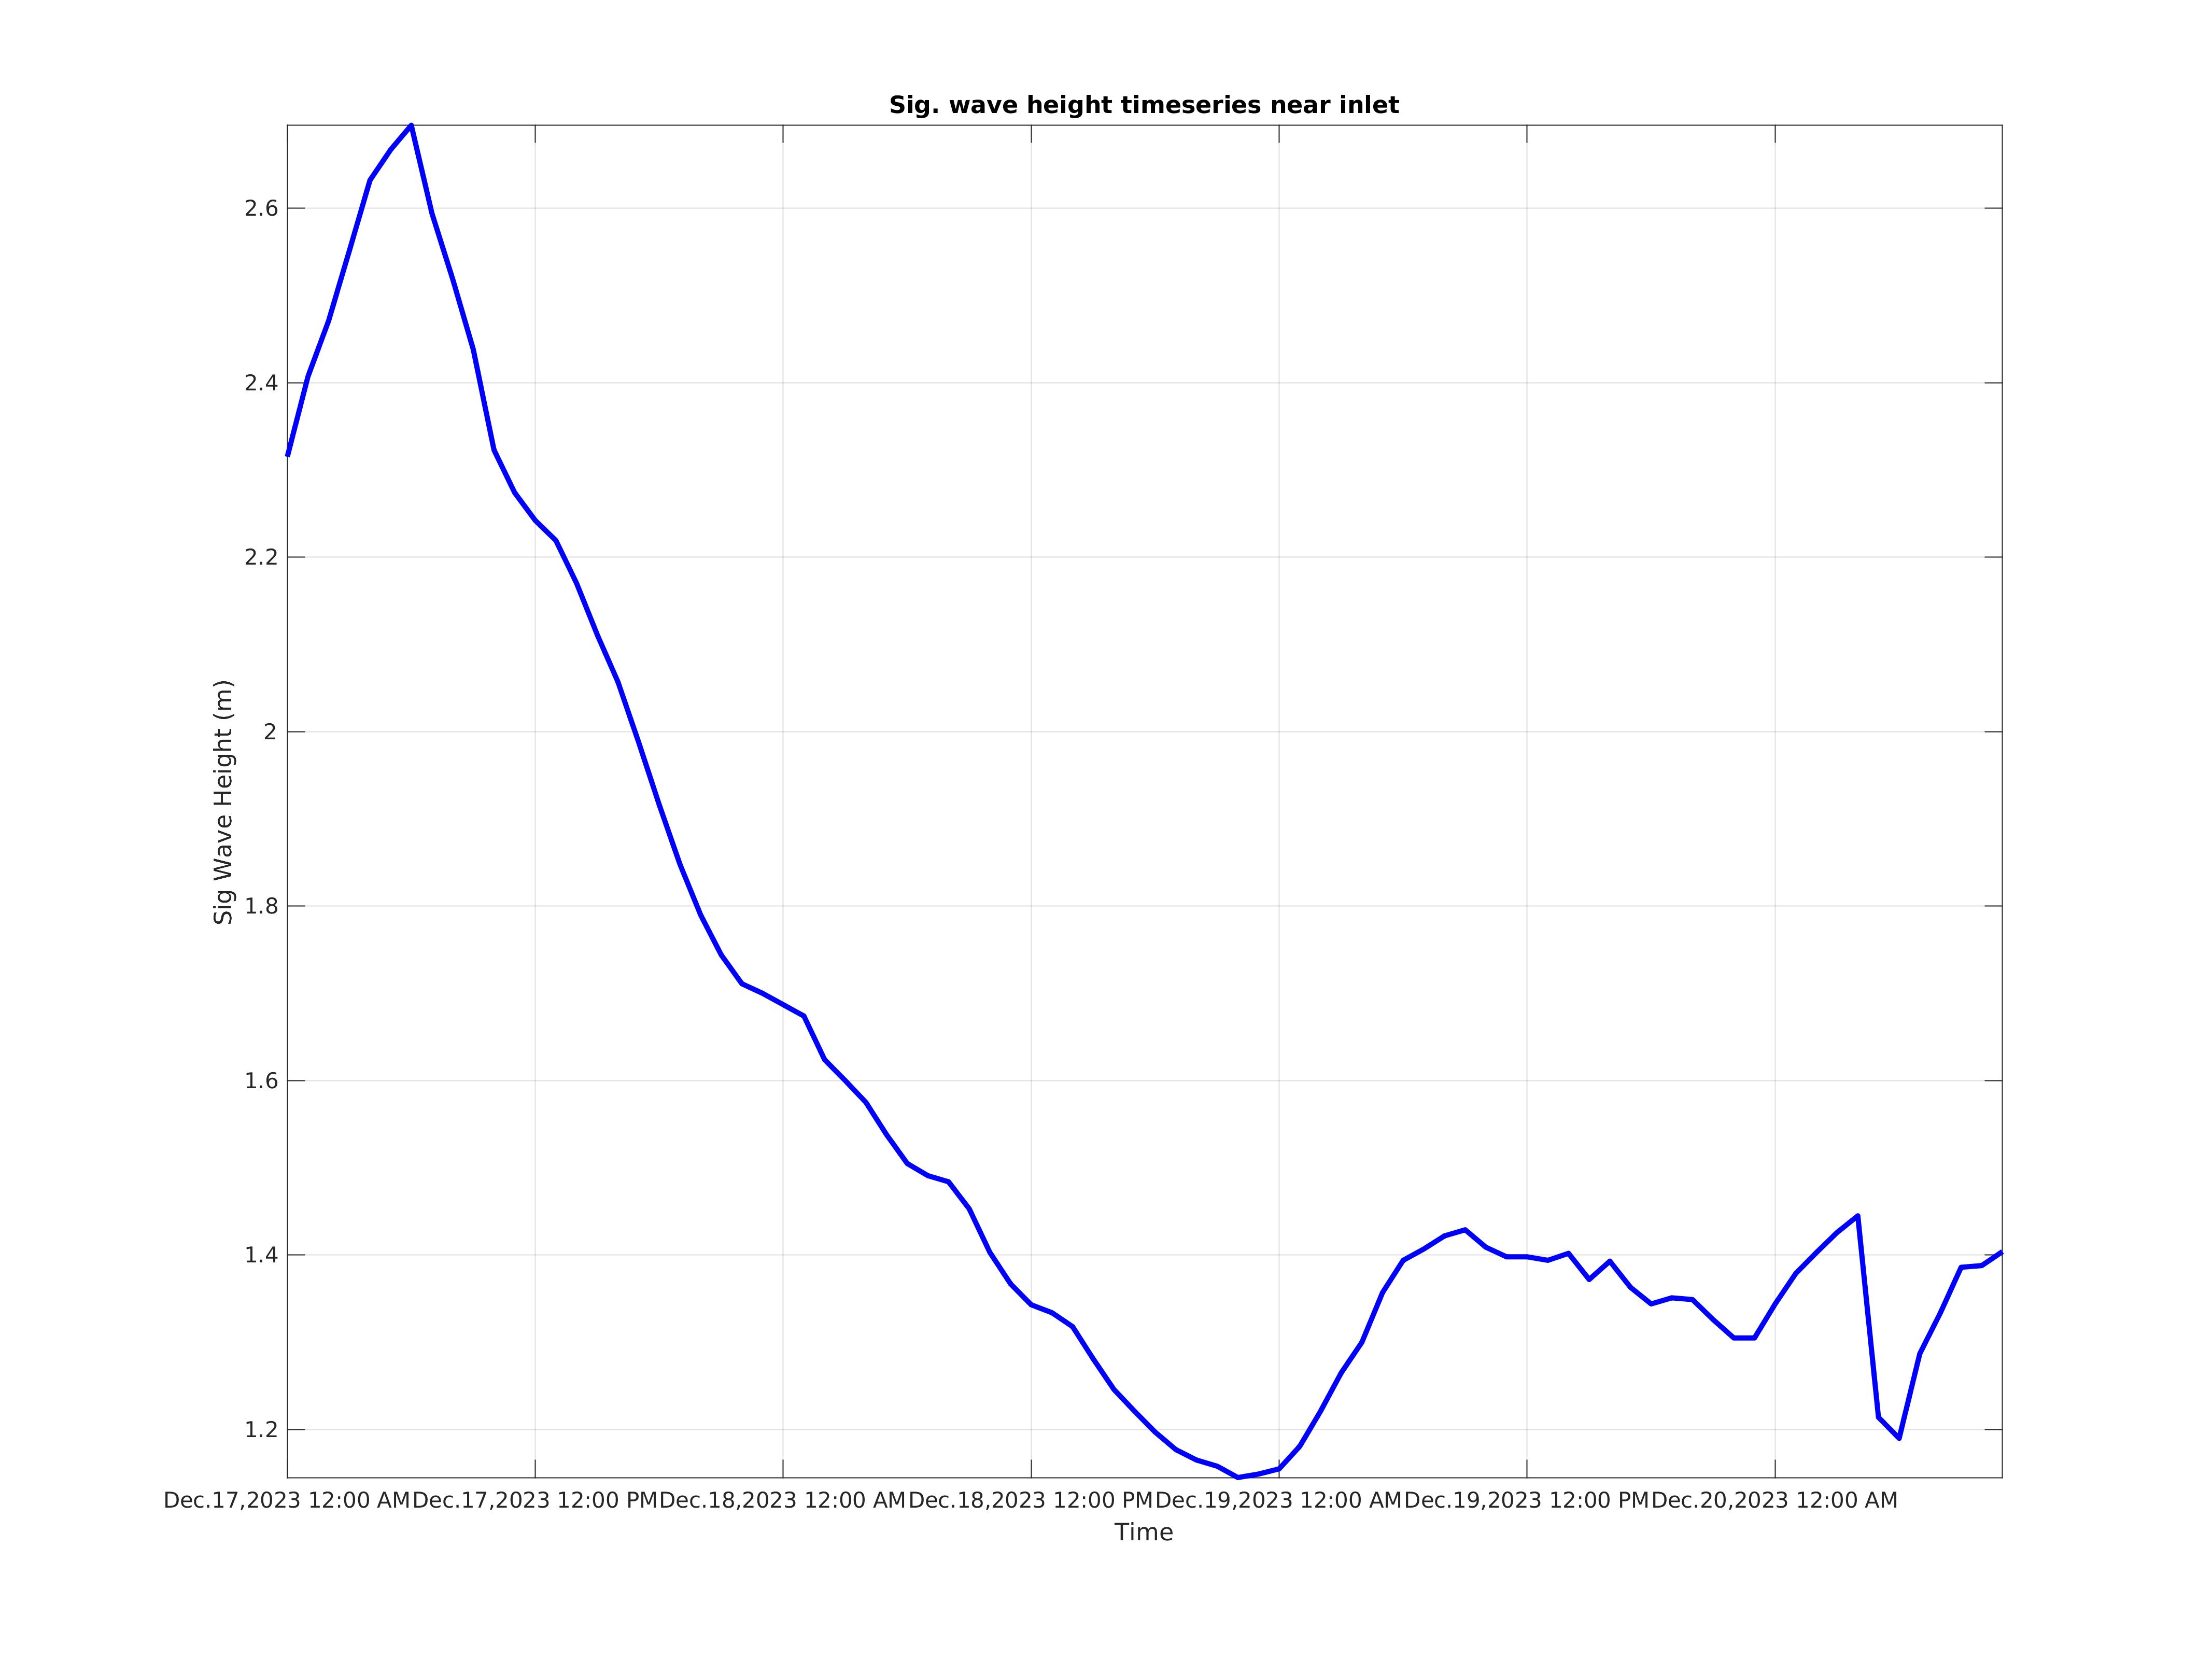 Sig. wave height timeseries near inlet
2.6
2.4
2.2
2
1.8
1.6
1.4
1.2
Sig Wave Height (m)
Dec.17,2023 12:00 AM Dec.17,2023 12:00 PM Dec.18,2023 12:00 AM Dec.18,2023 12:00 PM Dec.19,2023 12:00 AM Dec.19,2023 12:00 PM Dec.20,2023 12:00 AM
Time